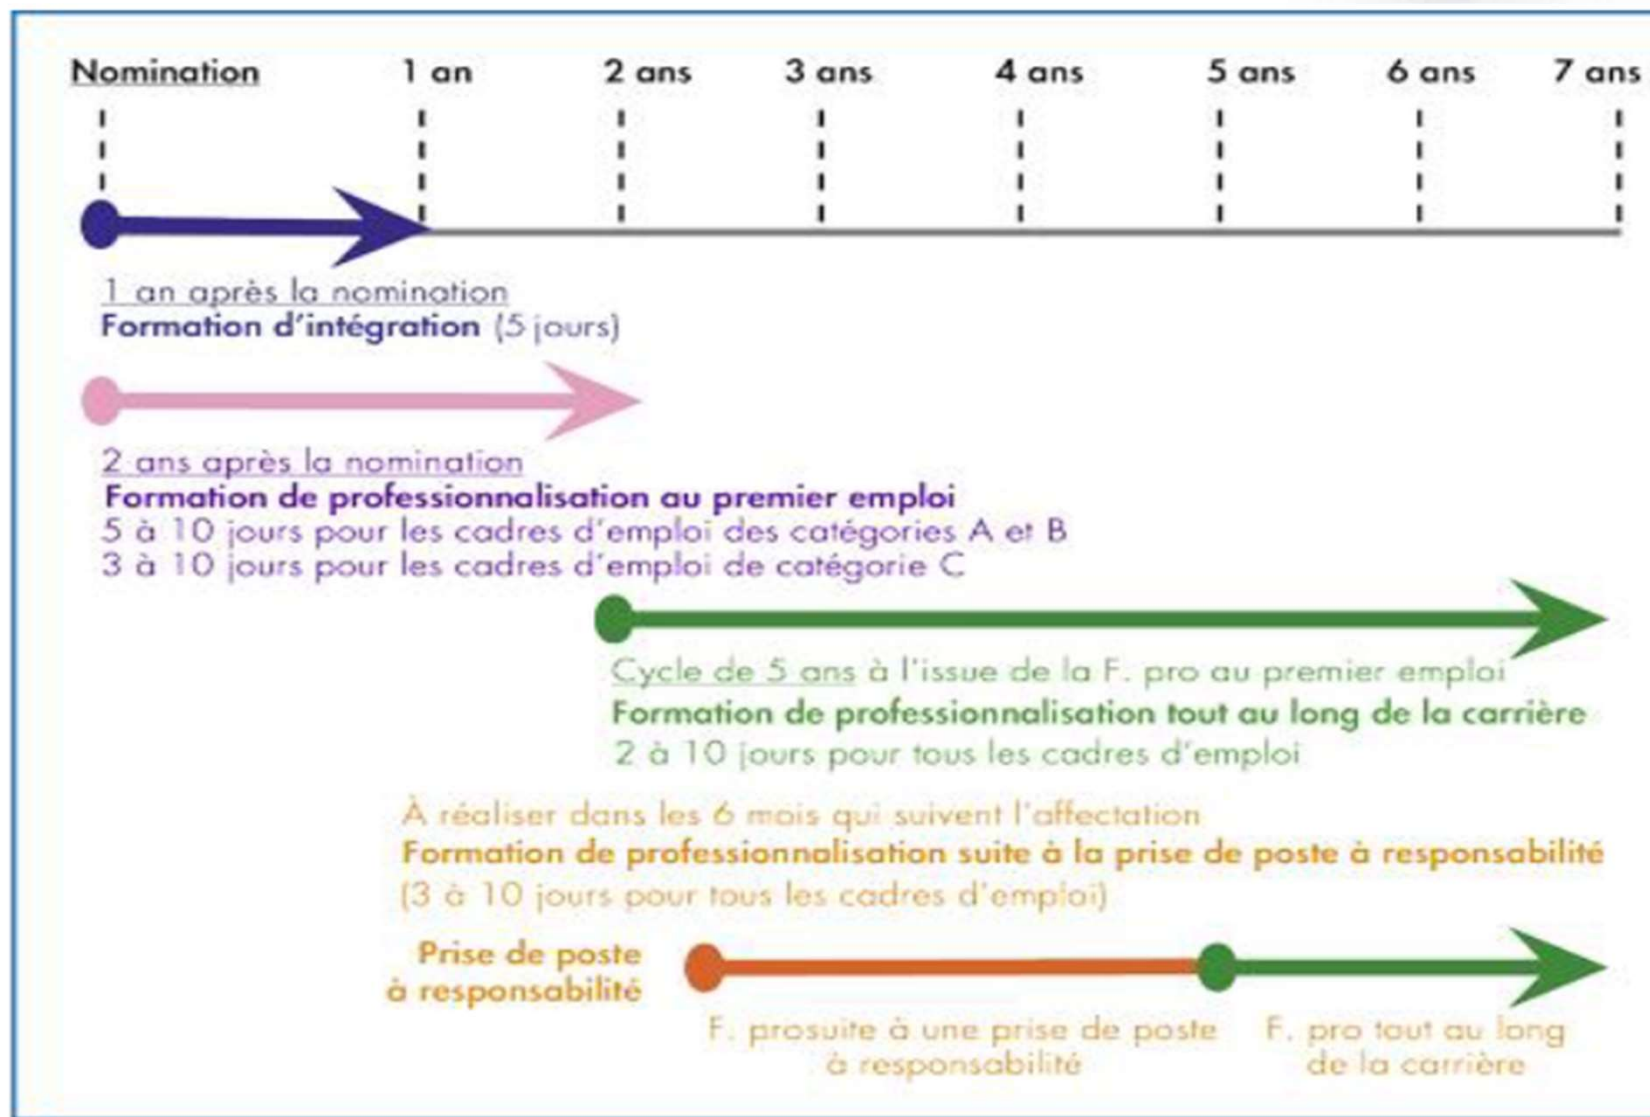 Nomination 1 an 2 ans 3 ans 4 ans 5 ans 6 ans 7 ans
1 an après la nomination
Formation d'intégration (5 jours)
2 ans après la nomination
Formation de professionnalisation au premier emploi
5 à 10 jours pour les cadres d'emploi des catégories A et B
3 à 10 jours pour les cadres d'emploi de catégorie C
Cycle de 5 ans à l'issue de la F. pro au premier emploi
Formation de professionnalisation tout au long de la carrière
2 à 10 jours pour tous les cadres d'emploi
À réaliser dans les 6 mois qui suivent l'affectation
Formation de professionnalisation suite à la prise de poste à responsabilité
(3 à 10 jours pour tous les cadres d'emploi)
Prise de poste
à responsabilité
F. prosuite à une prise de poste
à responsabilité
F. pro tout au long
de la carrière